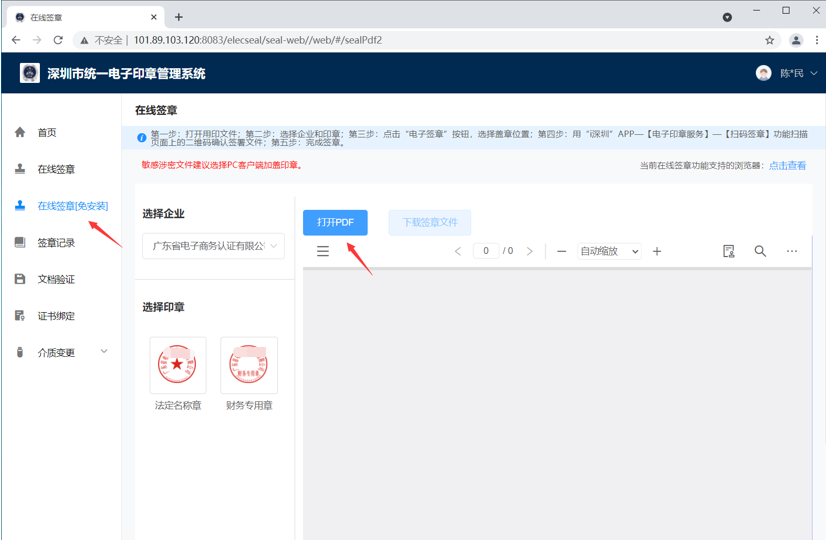 在线签章
不安全 | 101.89.103.120:8083/elecseal/seal-web//web/#/sealPdf2
深圳市统一电子印章管理系统
陈*民
首页
在线签章
在线签章[免安装]
签章记录
文档验证
证书绑定
介质变更
在线签章
第一步：打开用印文件；第二步：选择企业和印章；第三步：点击“电子签章”按钮，选择盖章位置；第四步：用“i深圳”APP—【电子印章服务】—【扫码签章】功能扫描
页面上的二维码确认签署文件；第五步：完成签章。
敏感涉密文件建议选择PC客户端加盖印章。
当前在线签章功能支持的浏览器：点击查看
选择企业
广东省电子商务认证有限公
打开PDF
下载签章文件
0 / 0
自动缩放
选择印章
财务专用章
法定名称章
财务专用章